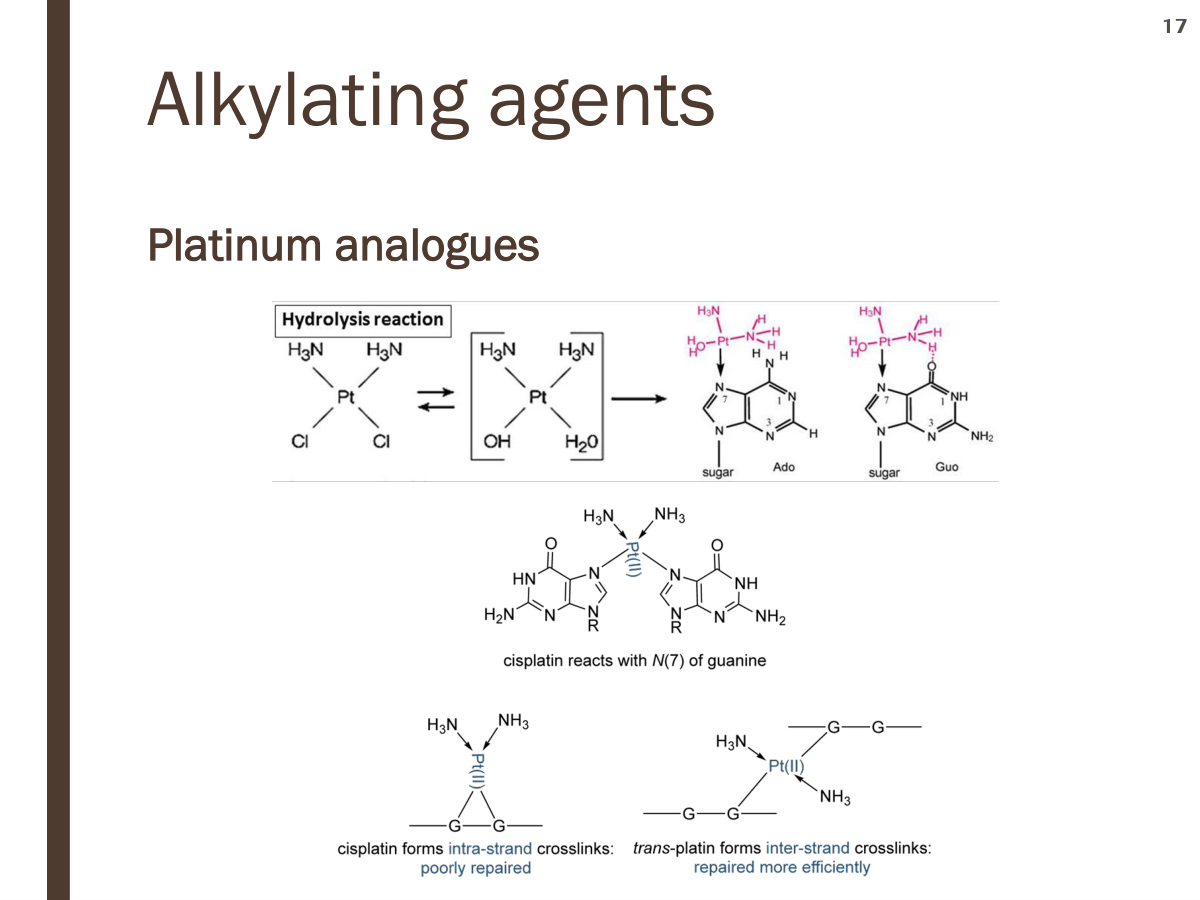 17
Alkylating agents
Platinum analogues
Hydrolysis reaction
H3N H3N
Pt
Cl Cl
H3N H3N
Pt
OH H20
H3N
H
H
O
Pt
N
H
H
H
H
N
H
N
7
1
N
3
N
N
H
sugar
Ado
H3N
H
H
O
Pt
N
H
H
H
O
N
7
1
NH
3
N
N
NH2
sugar
Guo
H3N NH3
Pt(II)
O
HN
N
H2N
N
N
R
O
N
NH
N
N
NH2
R
cisplatin reacts with N(7) of guanine
H3N NH3
Pt(II)
G G
cisplatin forms intra-strand crosslinks:
poorly repaired
G G
H3N
Pt(II)
NH3
G G
trans-platin forms inter-strand crosslinks:
repaired more efficiently